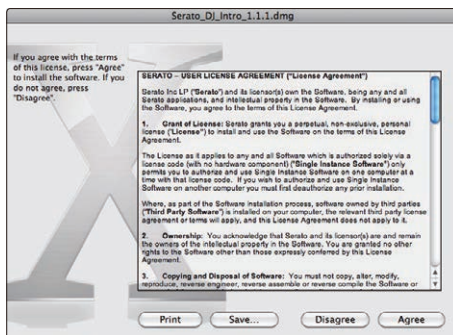 Serato_DJ_Intro_1.1.1.dmg
If you agree with the terms
of this license, press "Agree"
to install the software. If you
do not agree, press
"Disagree".
SERATO – USER LICENSE AGREEMENT ("License Agreement")
Serato Inc LP ("Serato") and its licensor(s) own the Software, being any and all
Serato applications, and intellectual property in the Software. By installing or using
the Software, you agree to the terms of this License Agreement.
1. Grant of License: Serato grants you a perpetual, non-exclusive, personal
license ("License") to install and use the Software on the terms of this License
Agreement.
The License as it applies to any and all Software which is authorized solely via a
license code (with no hardware component) ("Single Instance Software") only
permits you to authorize and use Single Instance Software on one computer at a
time with that license code. If you wish to authorize and use Single Instance
Software on another computer you must first deauthorize any prior installation.
Where, as part of the Software installation process, software owned by third parties
("Third Party Software") is installed on your computer, the relevant third party license
agreement or terms will apply, and this License Agreement does not apply to it.
2. Ownership: You acknowledge that Serato and its licensor(s) are and remain
the owners of the intellectual property in the Software. You are granted no other
rights to the Software other than those expressly conferred by this License
Agreement.
3. Copying and Disposal of Software: You must not copy, alter, modify,
reproduce, reverse engineer, reverse assemble or reverse compile the Software or
Print Save... Disagree Agree